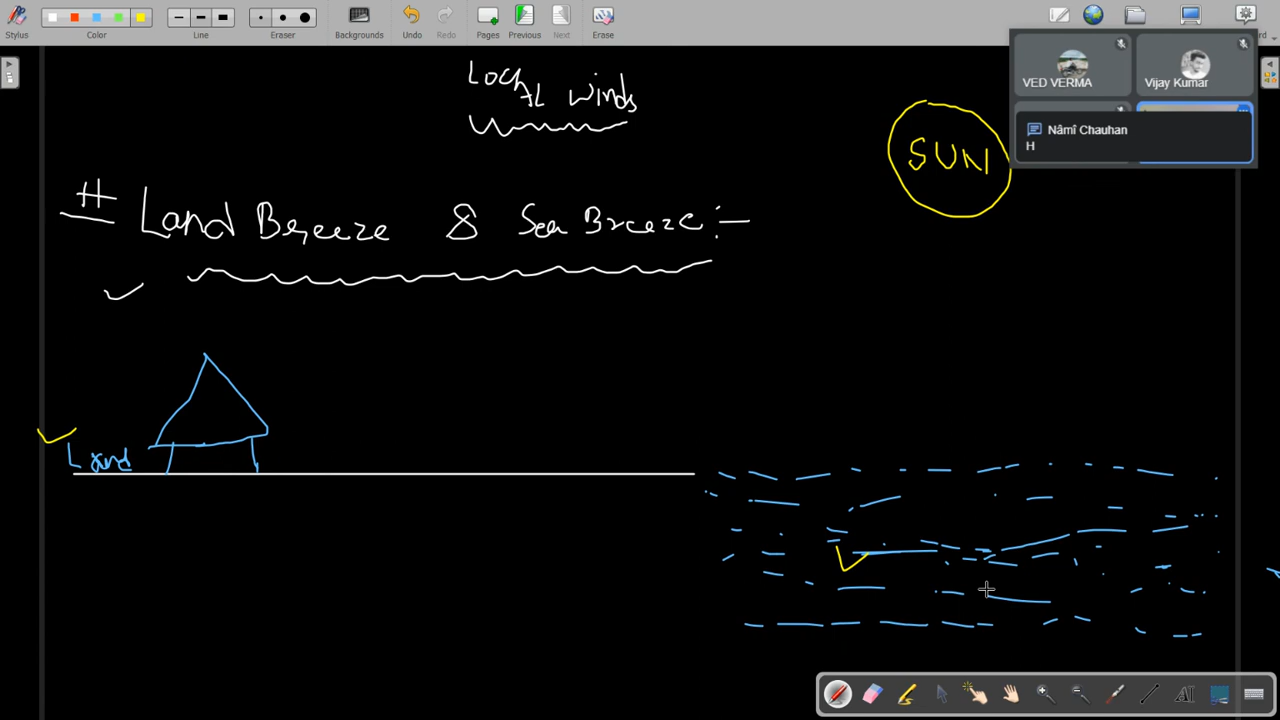 Stylus Color Line Eraser Backgrounds Undo Redo Pages Previous Next Erase
VED VERMA Vijay Kumar
Nâmî Chauhan
H
Local Winds
SUN
# Land Breeze & Sea Breeze :-
Land